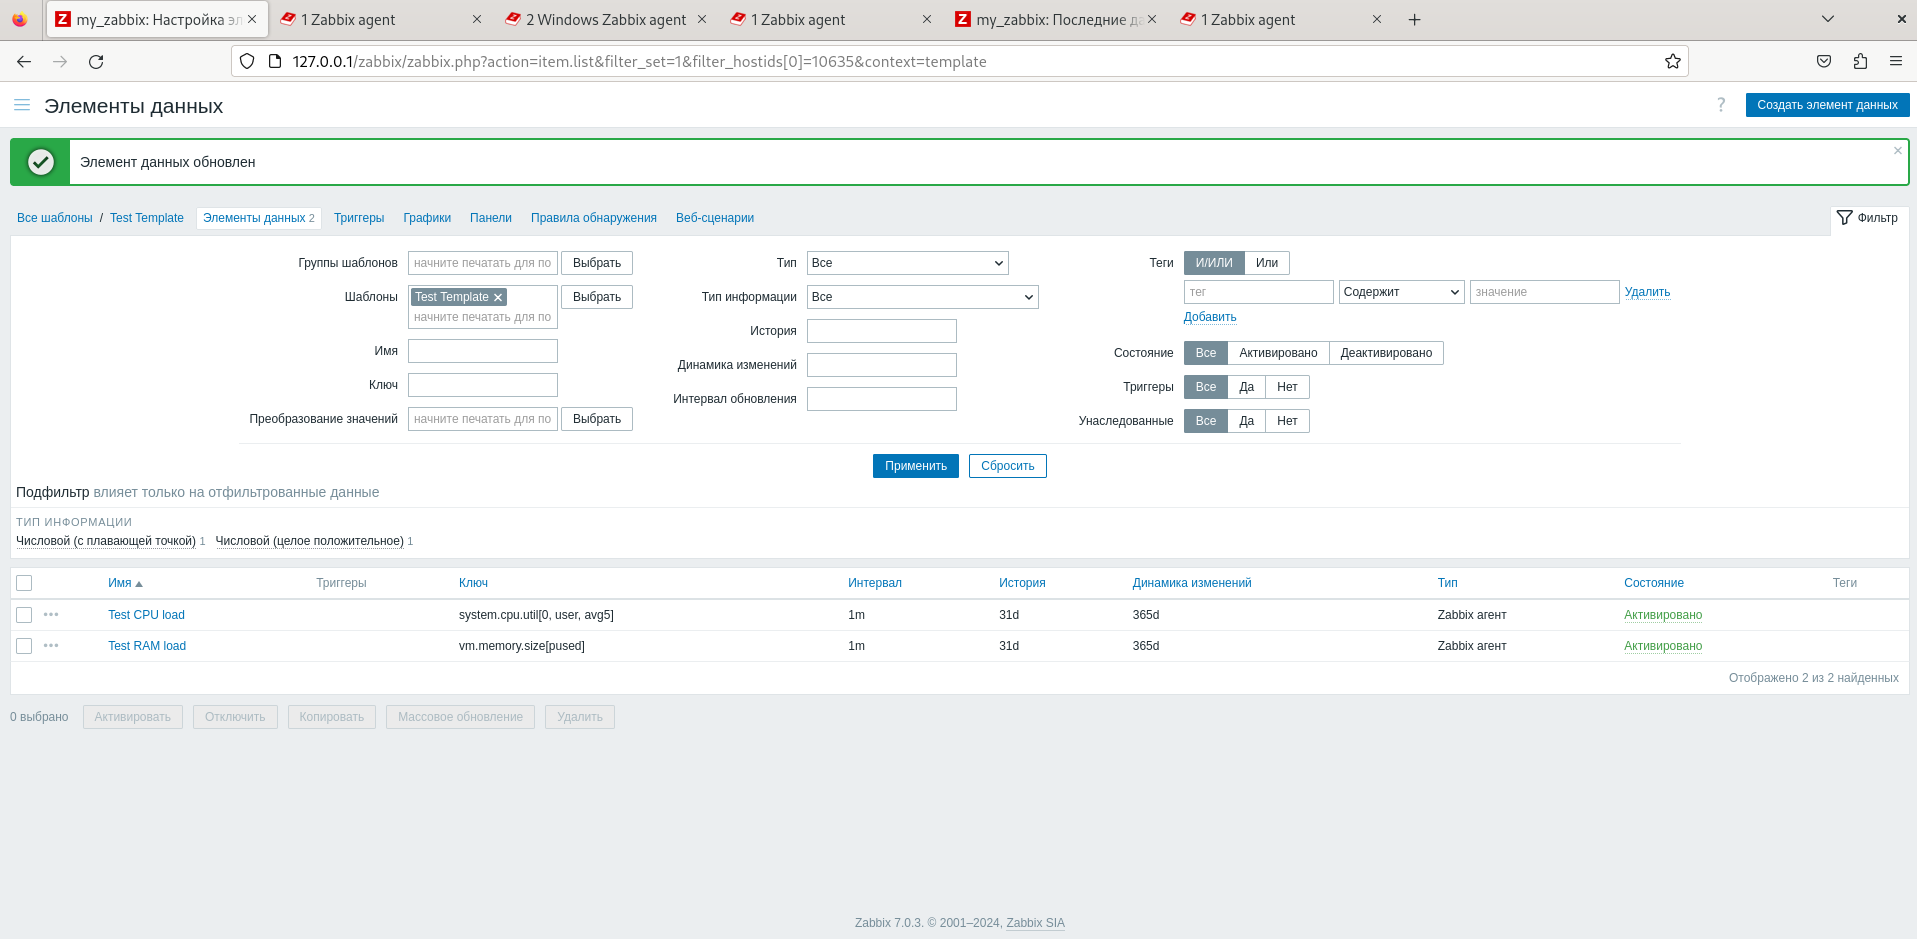 my_zabbix: Настройка эл
1 Zabbix agent
2 Windows Zabbix agent
1 Zabbix agent
my_zabbix: Последние да
1 Zabbix agent
127.0.0.1/zabbix/zabbix.php?action=item.list&filter_set=1&filter_hostids[0]=10635&context=template
Элементы данных
?
Создать элемент данных
Элемент данных обновлен
Все шаблоны / Test Template Элементы данных 2 Триггеры Графики Панели Правила обнаружения Веб-сценарии
Фильтр
Группы шаблонов начните печатать для по Выбрать
Шаблоны Test Template Выбрать
начните печатать для по
Имя
Ключ
Преобразование значений начните печатать для по Выбрать
Тип Все
Тип информации Все
История
Динамика изменений
Интервал обновления
Теги И/ИЛИ Или
тег Содержит значение Удалить
Добавить
Состояние Все Активировано Деактивировано
Триггеры Все Да Нет
Унаследованные Все Да Нет
Применить Сбросить
Подфильтр влияет только на отфильтрованные данные
ТИП ИНФОРМАЦИИ
Числовой (с плавающей точкой) 1 Числовой (целое положительное) 1
Имя Триггеры Ключ Интервал История Динамика изменений Тип Состояние Теги
Test CPU load system.cpu.util[0, user, avg5] 1m 31d 365d Zabbix агент Активировано
Test RAM load vm.memory.size[pused] 1m 31d 365d Zabbix агент Активировано
Отображено 2 из 2 найденных
0 выбрано Активировать Отключить Копировать Массовое обновление Удалить
Zabbix 7.0.3. © 2001–2024, Zabbix SIA